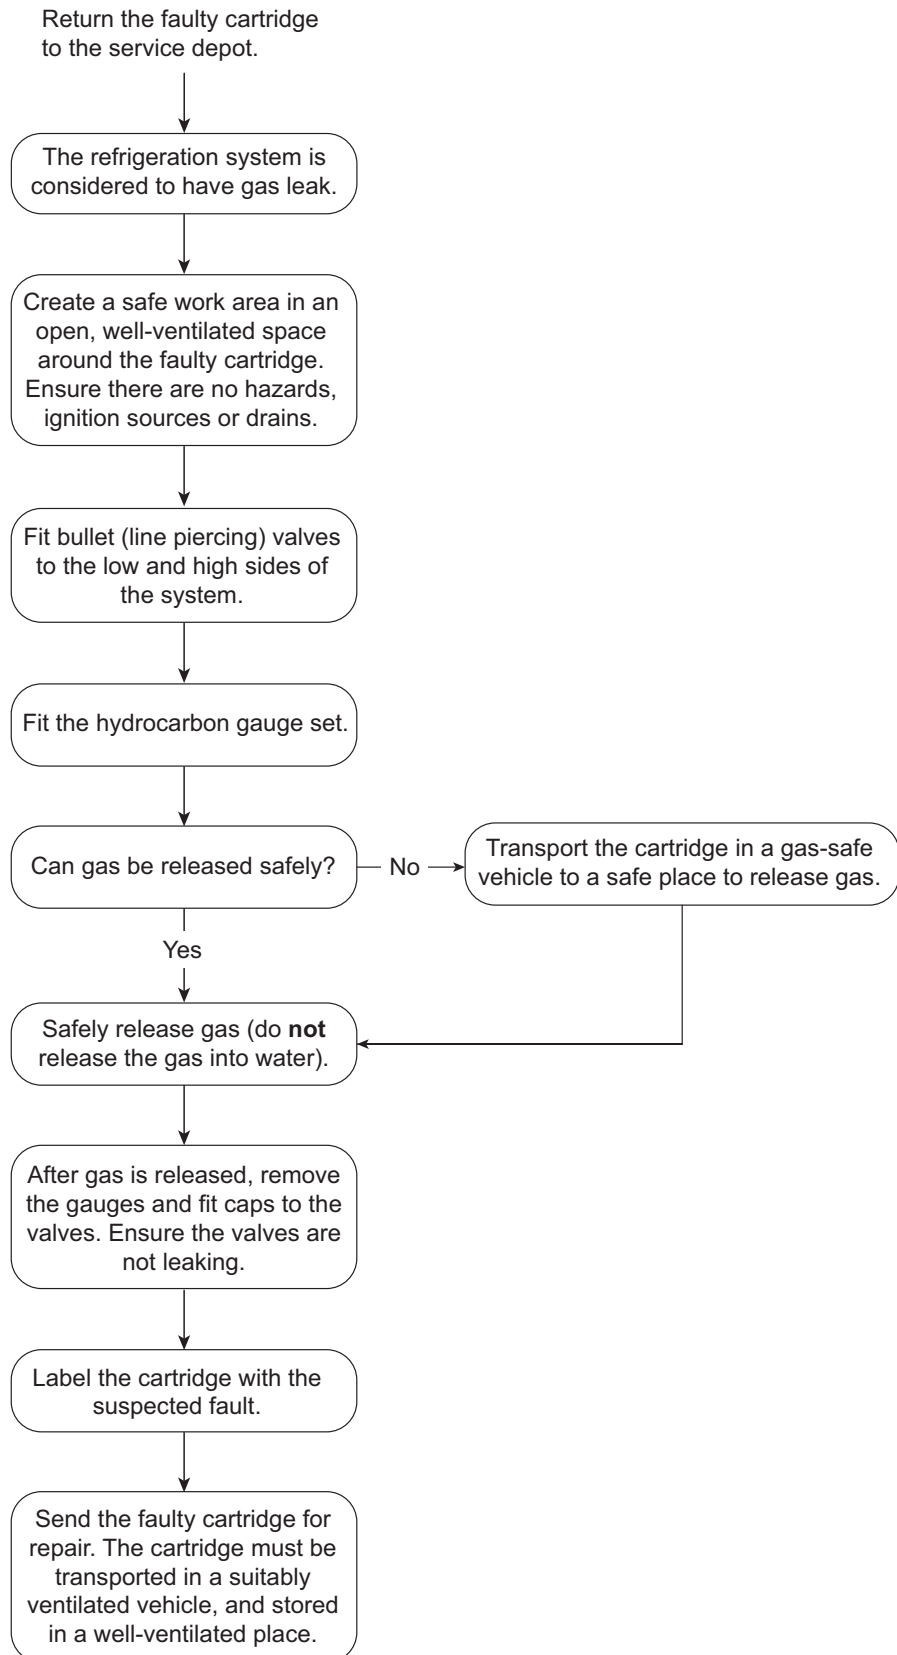 Return the faulty cartridge
to the service depot.
The refrigeration system is
considered to have gas leak.
Create a safe work area in an
open, well-ventilated space
around the faulty cartridge.
Ensure there are no hazards,
ignition sources or drains.
Fit bullet (line piercing) valves
to the low and high sides of
the system.
Fit the hydrocarbon gauge set.
Can gas be released safely?
No
Transport the cartridge in a gas-safe
vehicle to a safe place to release gas.
Yes
Safely release gas (do not
release the gas into water).
After gas is released, remove
the gauges and fit caps to the
valves. Ensure the valves are
not leaking.
Label the cartridge with the
suspected fault.
Send the faulty cartridge for
repair. The cartridge must be
transported in a suitably
ventilated vehicle, and stored
in a well-ventilated place.